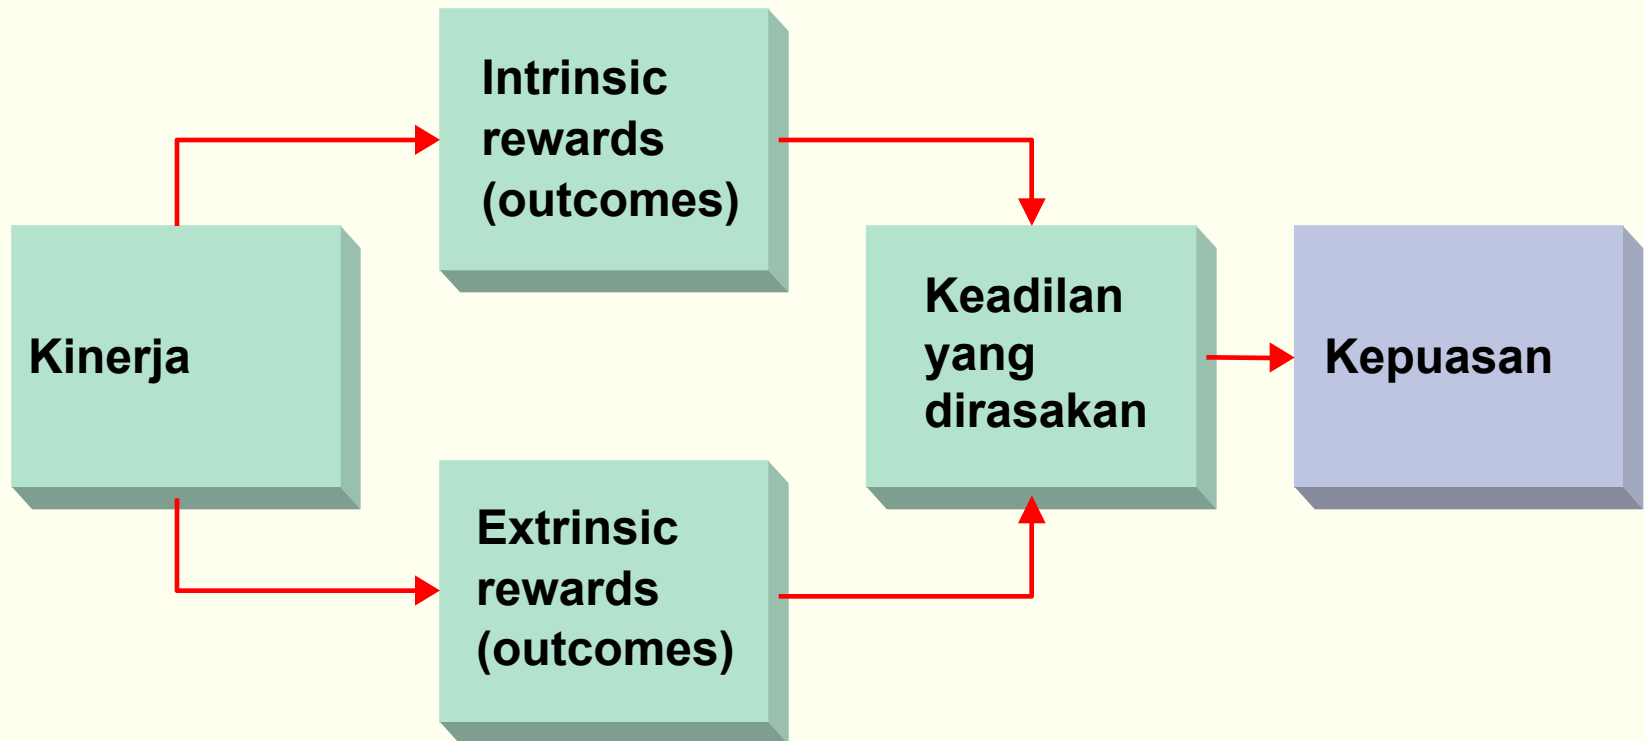 Kinerja
Intrinsic
rewards
(outcomes)
Extrinsic
rewards
(outcomes)
Keadilan
yang
dirasakan
Kepuasan